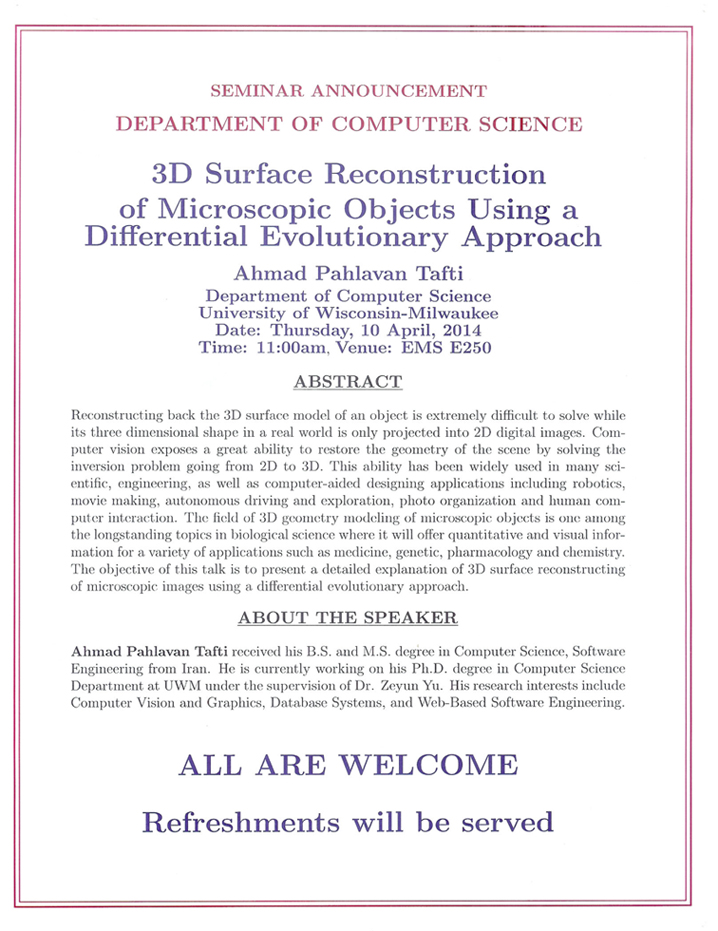 SEMINAR ANNOUNCEMENT
DEPARTMENT OF COMPUTER SCIENCE
3D Surface Reconstruction
of Microscopic Objects Using a
Differential Evolutionary Approach
Ahmad Pahlavan Tafti
Department of Computer Science
University of Wisconsin-Milwaukee
Date: Thursday, 10 April, 2014
Time: 11:00am, Venue: EMS E250
ABSTRACT
Reconstructing back the 3D surface model of an object is extremely difficult to solve while
its three dimensional shape in a real world is only projected into 2D digital images. Com-
puter vision exposes a great ability to restore the geometry of the scene by solving the
inversion problem going from 2D to 3D. This ability has been widely used in many sci-
entific, engineering, as well as computer-aided designing applications including robotics,
movie making, autonomous driving and exploration, photo organization and human com-
puter interaction. The field of 3D geometry modeling of microscopic objects is one among
the longstanding topics in biological science where it will offer quantitative and visual infor-
mation for a variety of applications such as medicine, genetic, pharmacology and chemistry.
The objective of this talk is to present a detailed explanation of 3D surface reconstructing
of microscopic images using a differential evolutionary approach.
ABOUT THE SPEAKER
Ahmad Pahlavan Tafti received his B.S. and M.S. degree in Computer Science, Software
Engineering from Iran. He is currently working on his Ph.D. degree in Computer Science
Department at UWM under the supervision of Dr. Zeyun Yu. His research interests include
Computer Vision and Graphics, Database Systems, and Web-Based Software Engineering.
ALL ARE WELCOME
Refreshments will be served